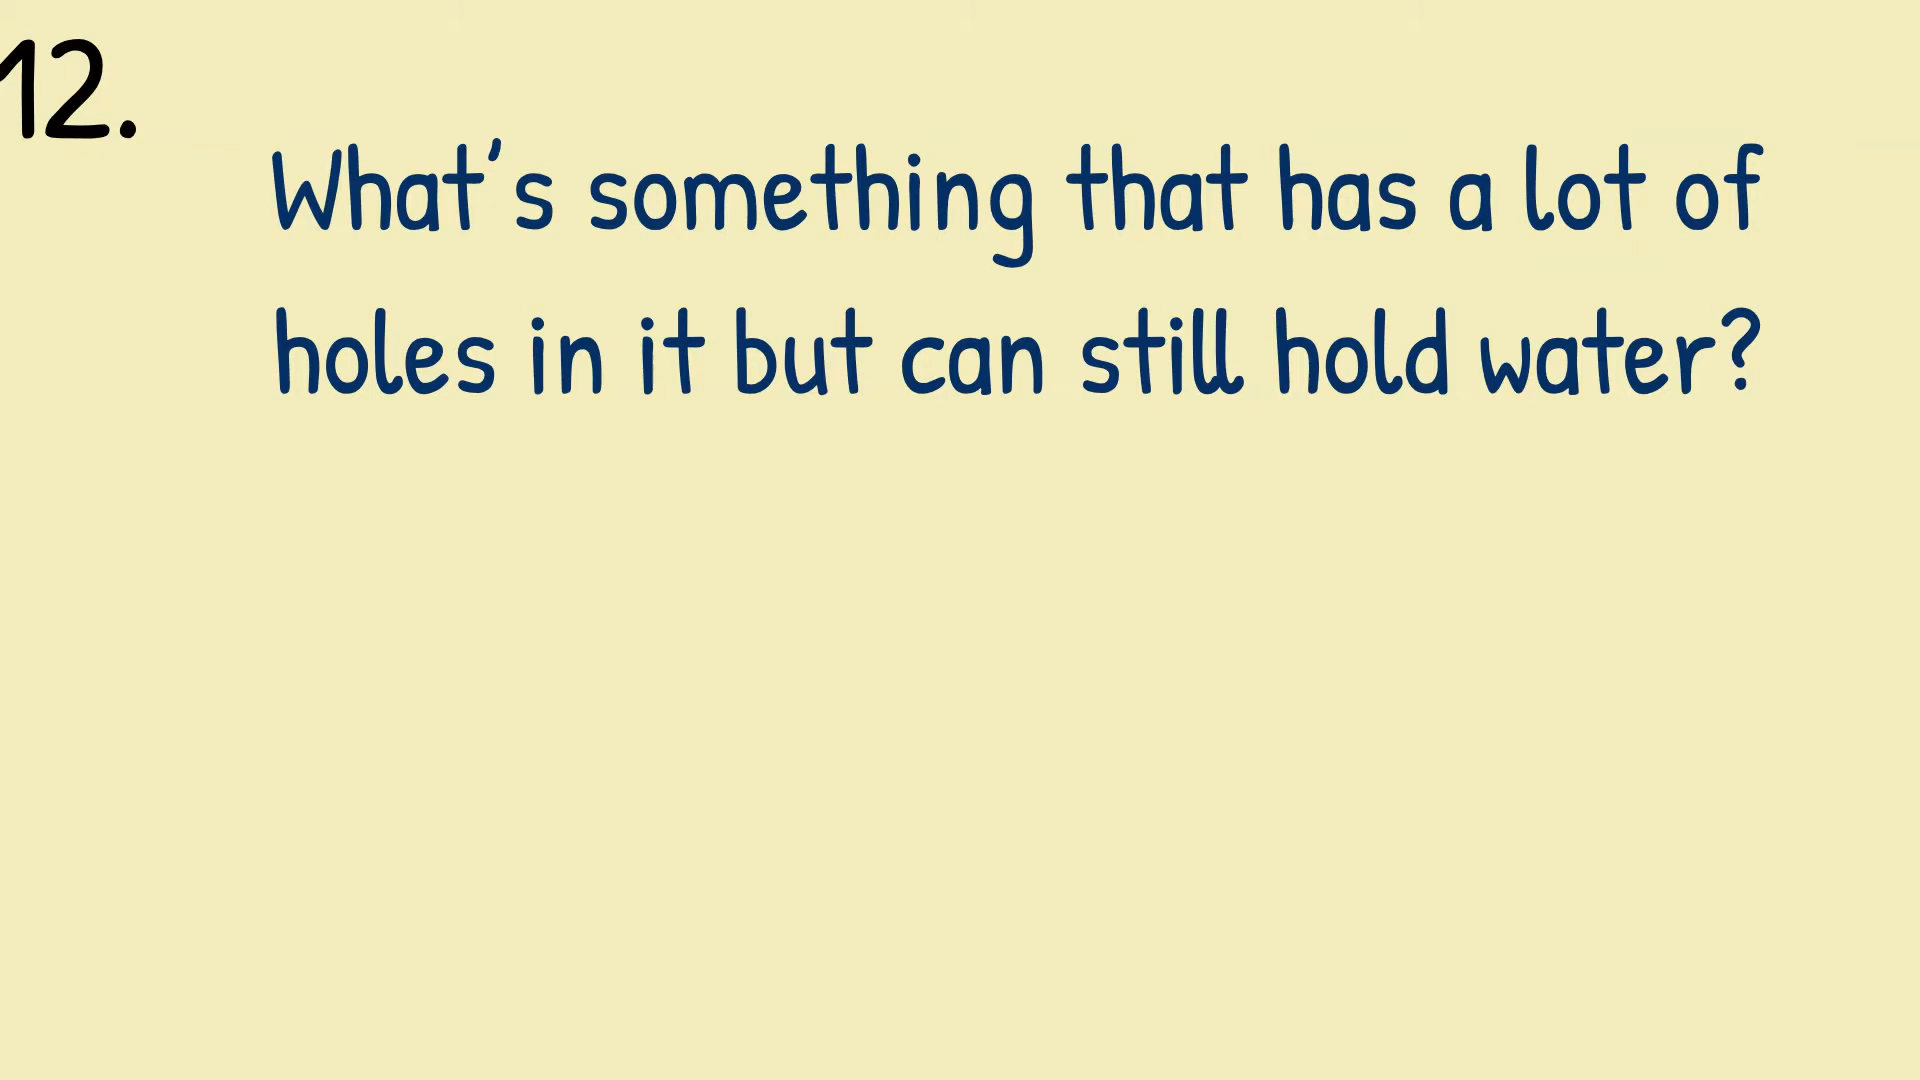 12.
What's something that has a lot of
holes in it but can still hold water?